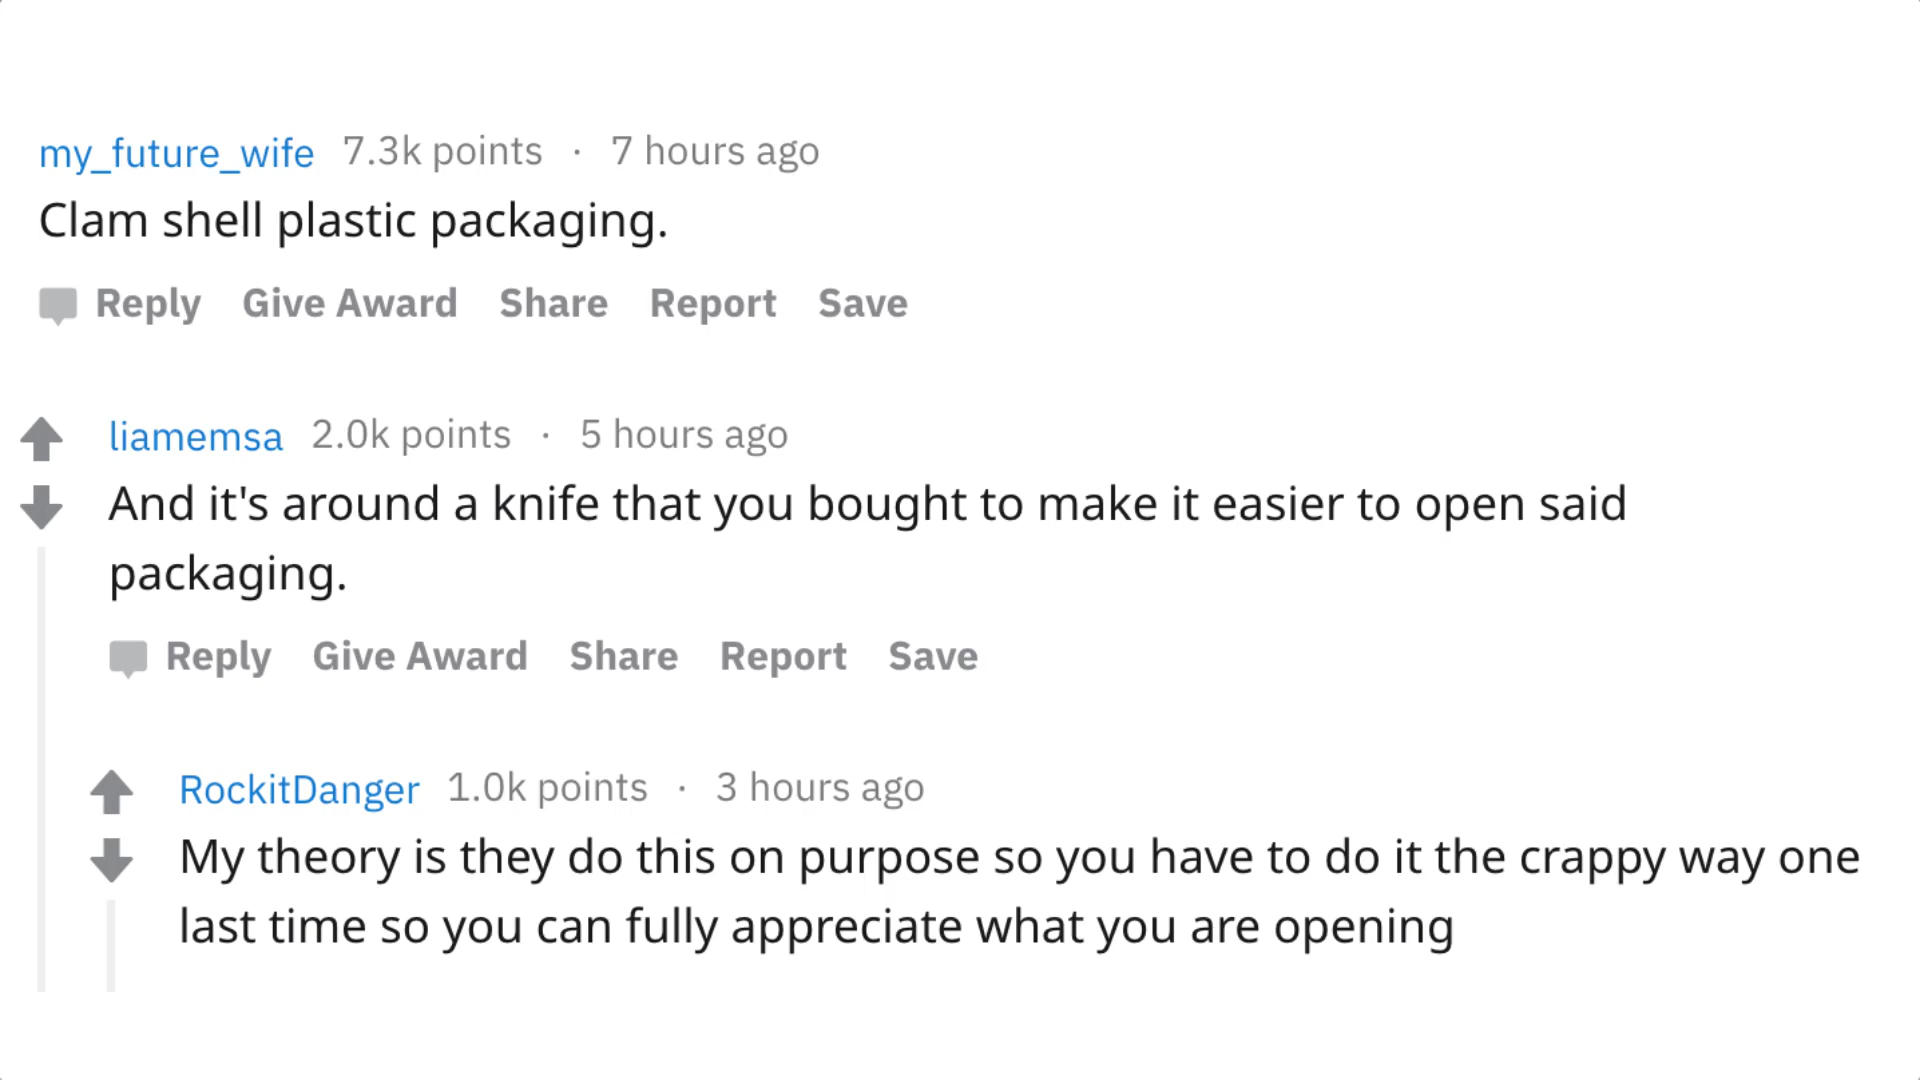 my_future_wife 7.3k points · 7 hours ago
Clam shell plastic packaging.
Reply Give Award Share Report Save
liamemsa 2.0k points · 5 hours ago
And it's around a knife that you bought to make it easier to open said
packaging.
Reply Give Award Share Report Save
RockitDanger 1.0k points · 3 hours ago
My theory is they do this on purpose so you have to do it the crappy way one
last time so you can fully appreciate what you are opening